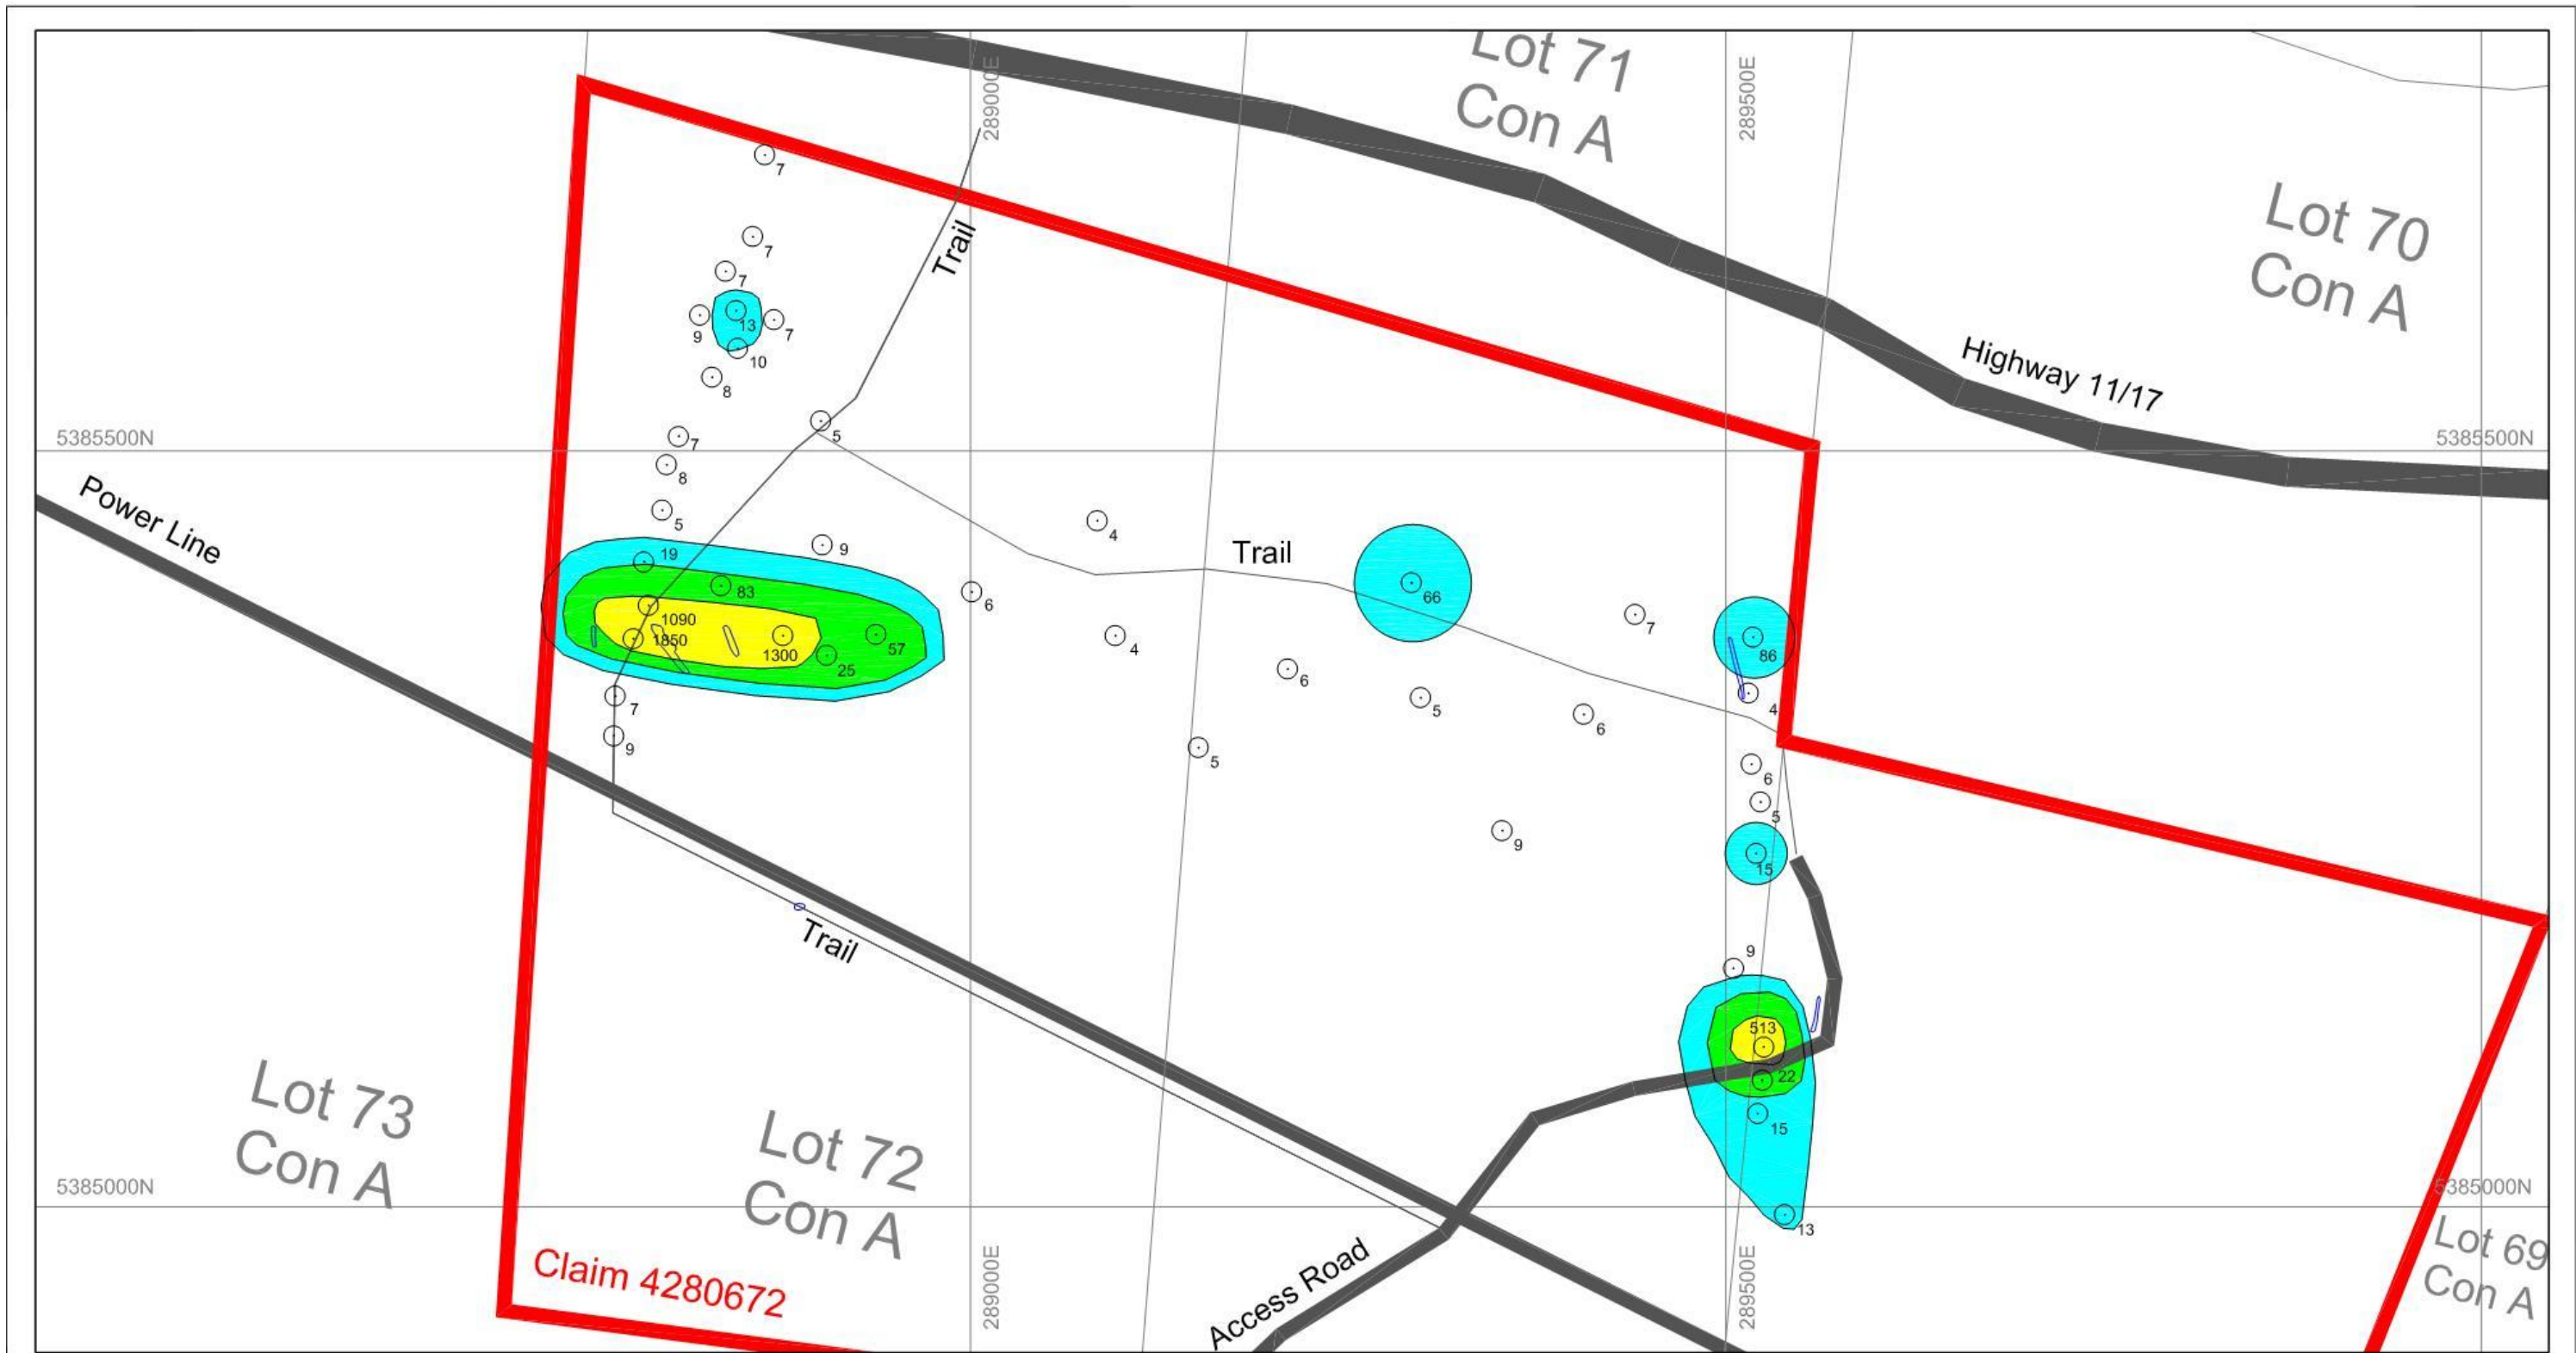 Lot 71
Con A
289000E
289500E
7
Lot 70
Con A
Trail
7
7
13
9
7
10
8
Highway 11/17
5
7
5385500N
5385500N
8
Power Line
5
4
9
Trail
19
83
6
66
1090
7
1850
4
57
86
1300
25
6
7
5
4
6
9
5
6
5
9
15
Trail
9
513
22
Lot 73
Con A
Lot 72
Con A
15
5385000N
5385000N
13
Lot 69
Con A
Claim 4280672
289000E
289500E
Access Road